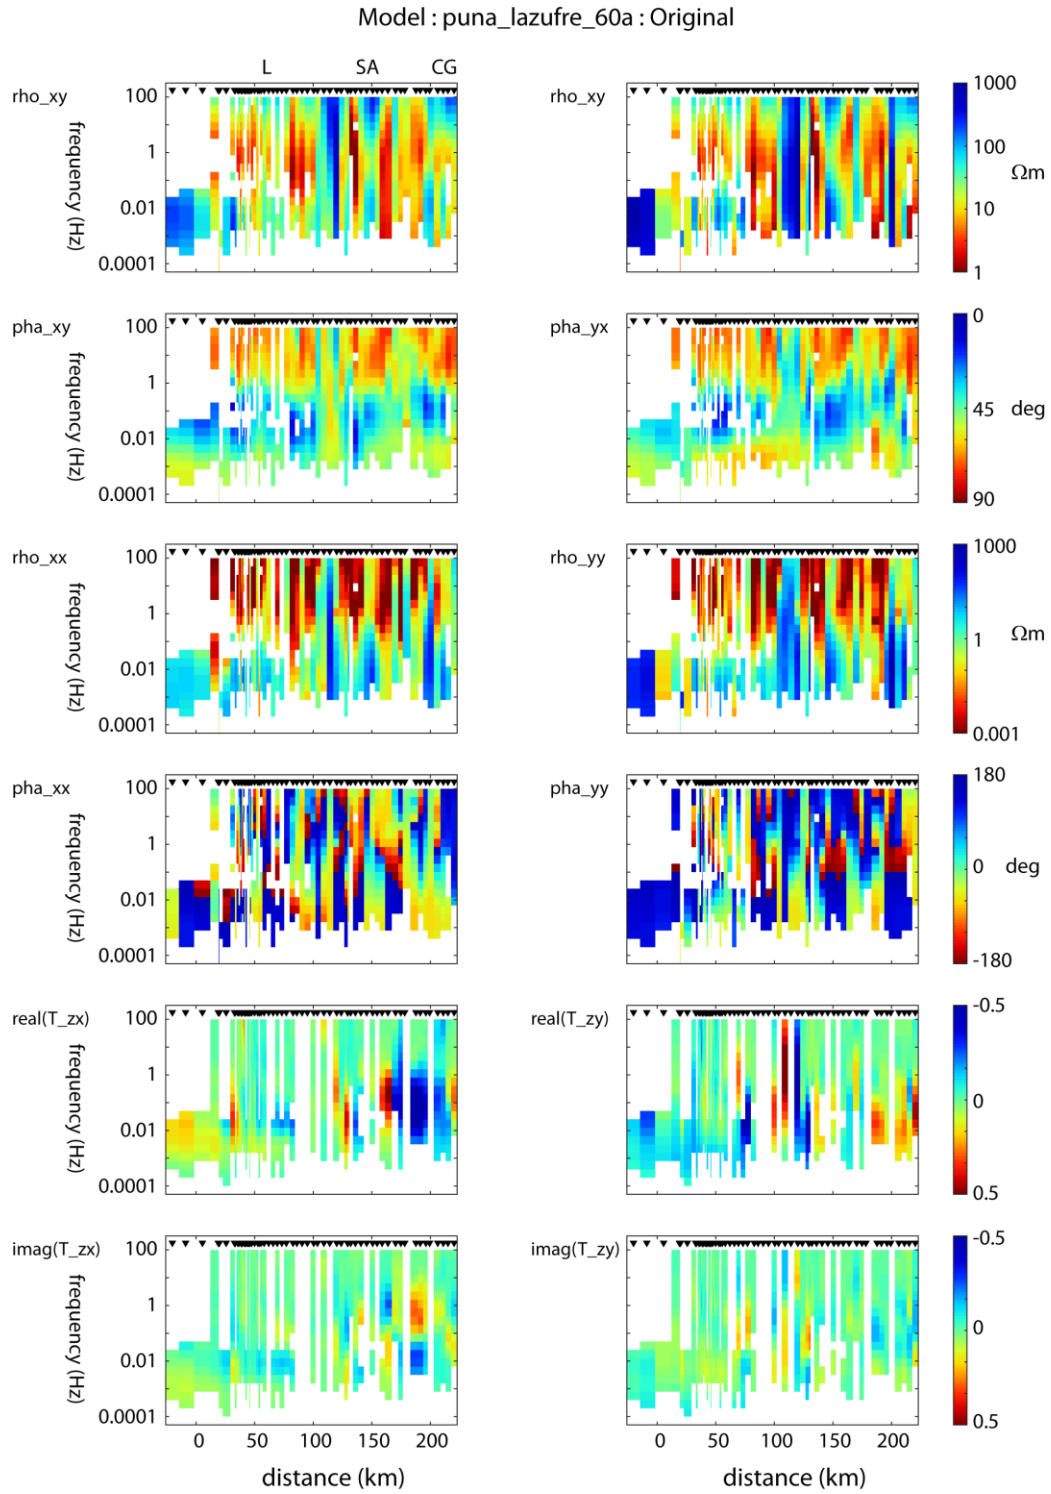 Model : puna_lazufre_60a : Original
L SA CG
rho_xy 100 1 0.01 0.0001 frequency (Hz)
rho_xy 1000 100 10 1 Ωm
pha_xy 100 1 0.01 0.0001 frequency (Hz)
pha_yx 0 45 90 deg
rho_xx 100 1 0.01 0.0001 frequency (Hz)
rho_yy 1000 1 0.001 Ωm
pha_xx 100 1 0.01 0.0001 frequency (Hz)
pha_yy 180 0 -180 deg
real(T_zx) 100 1 0.01 0.0001 frequency (Hz)
real(T_zy) -0.5 0 0.5
imag(T_zx) 100 1 0.01 0.0001 frequency (Hz)
imag(T_zy) -0.5 0 0.5
0 50 100 150 200
0 50 100 150 200
distance (km)
distance (km)